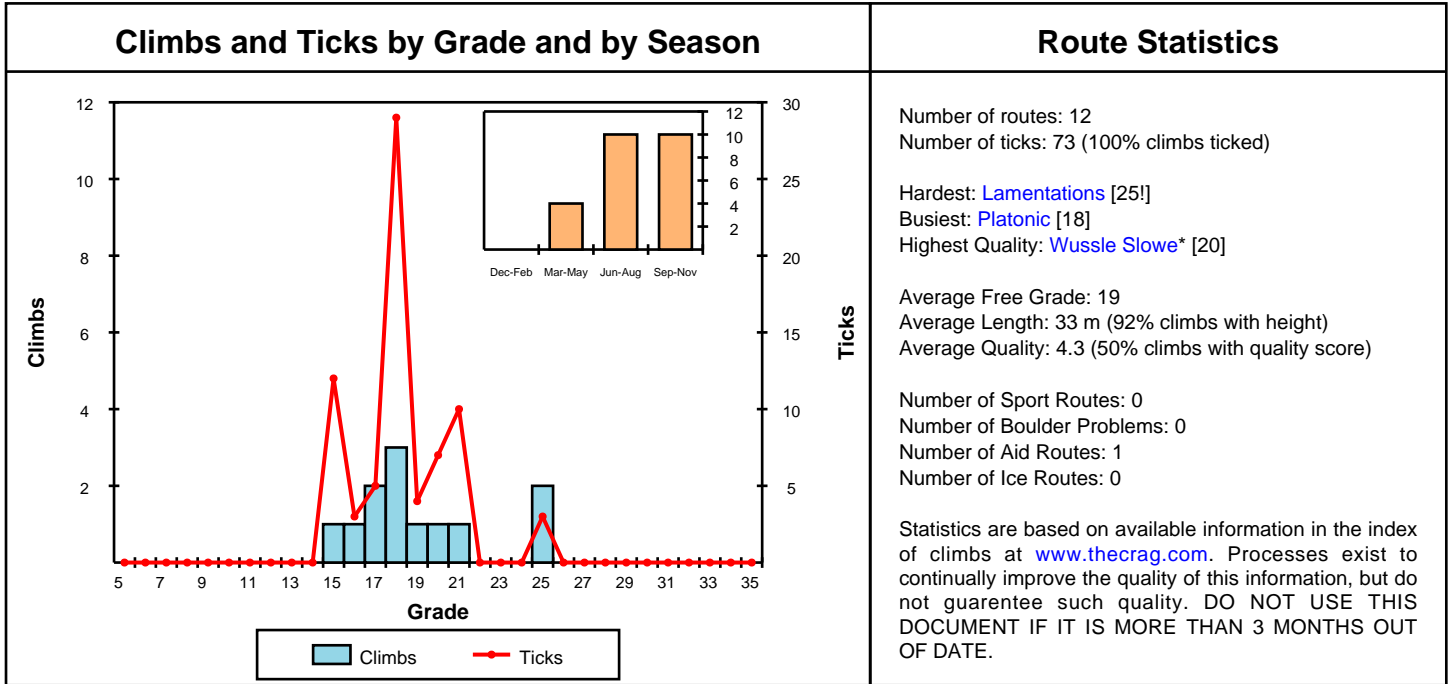 Climbs and Ticks by Grade and by Season
12
10
8
6
4
2
Climbs
30
25
20
15
10
5
Ticks
12
10
8
6
4
2
Dec-Feb Mar-May Jun-Aug Sep-Nov
5 7 9 11 13 15 17 19 21 23 25 27 29 31 33 35
Grade
Climbs Ticks
Route Statistics
Number of routes: 12
Number of ticks: 73 (100% climbs ticked)
Hardest: Lamentations [25!]
Busiest: Platonic [18]
Highest Quality: Wussle Slowe* [20]
Average Free Grade: 19
Average Length: 33 m (92% climbs with height)
Average Quality: 4.3 (50% climbs with quality score)
Number of Sport Routes: 0
Number of Boulder Problems: 0
Number of Aid Routes: 1
Number of Ice Routes: 0
Statistics are based on available information in the index
of climbs at www.thecrag.com. Processes exist to
continually improve the quality of this information, but do
not guarentee such quality. DO NOT USE THIS
DOCUMENT IF IT IS MORE THAN 3 MONTHS OUT
OF DATE.